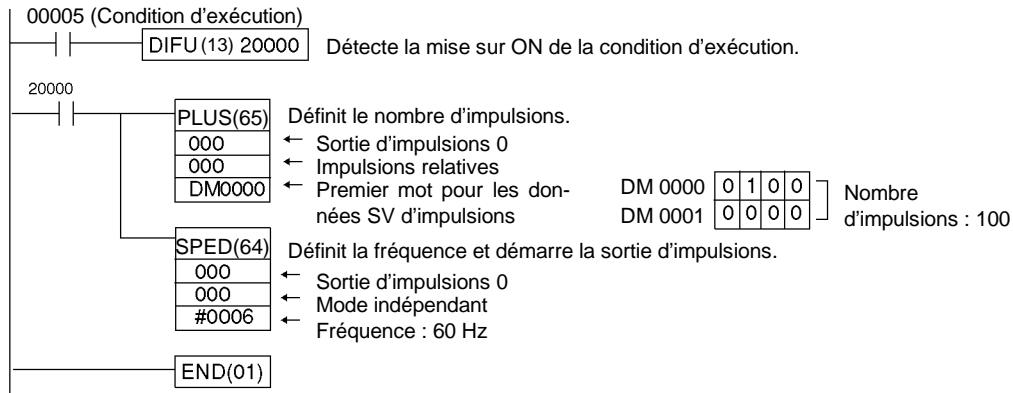 00005 (Condition d'exécution)
DIFU(13) 20000 Détecte la mise sur ON de la condition d'exécution.
20000
PLUS(65) Définit le nombre d'impulsions.
000 ← Sortie d'impulsions 0
000 ← Impulsions relatives
DM0000 ← Premier mot pour les don-
nées SV d'impulsions
DM 0000 0 1 0 0
DM 0001 0 0 0 0
Nombre
d'impulsions : 100
SPED(64) Définit la fréquence et démarre la sortie d'impulsions.
000 ← Sortie d'impulsions 0
000 ← Mode indépendant
#0006 ← Fréquence : 60 Hz
END(01)